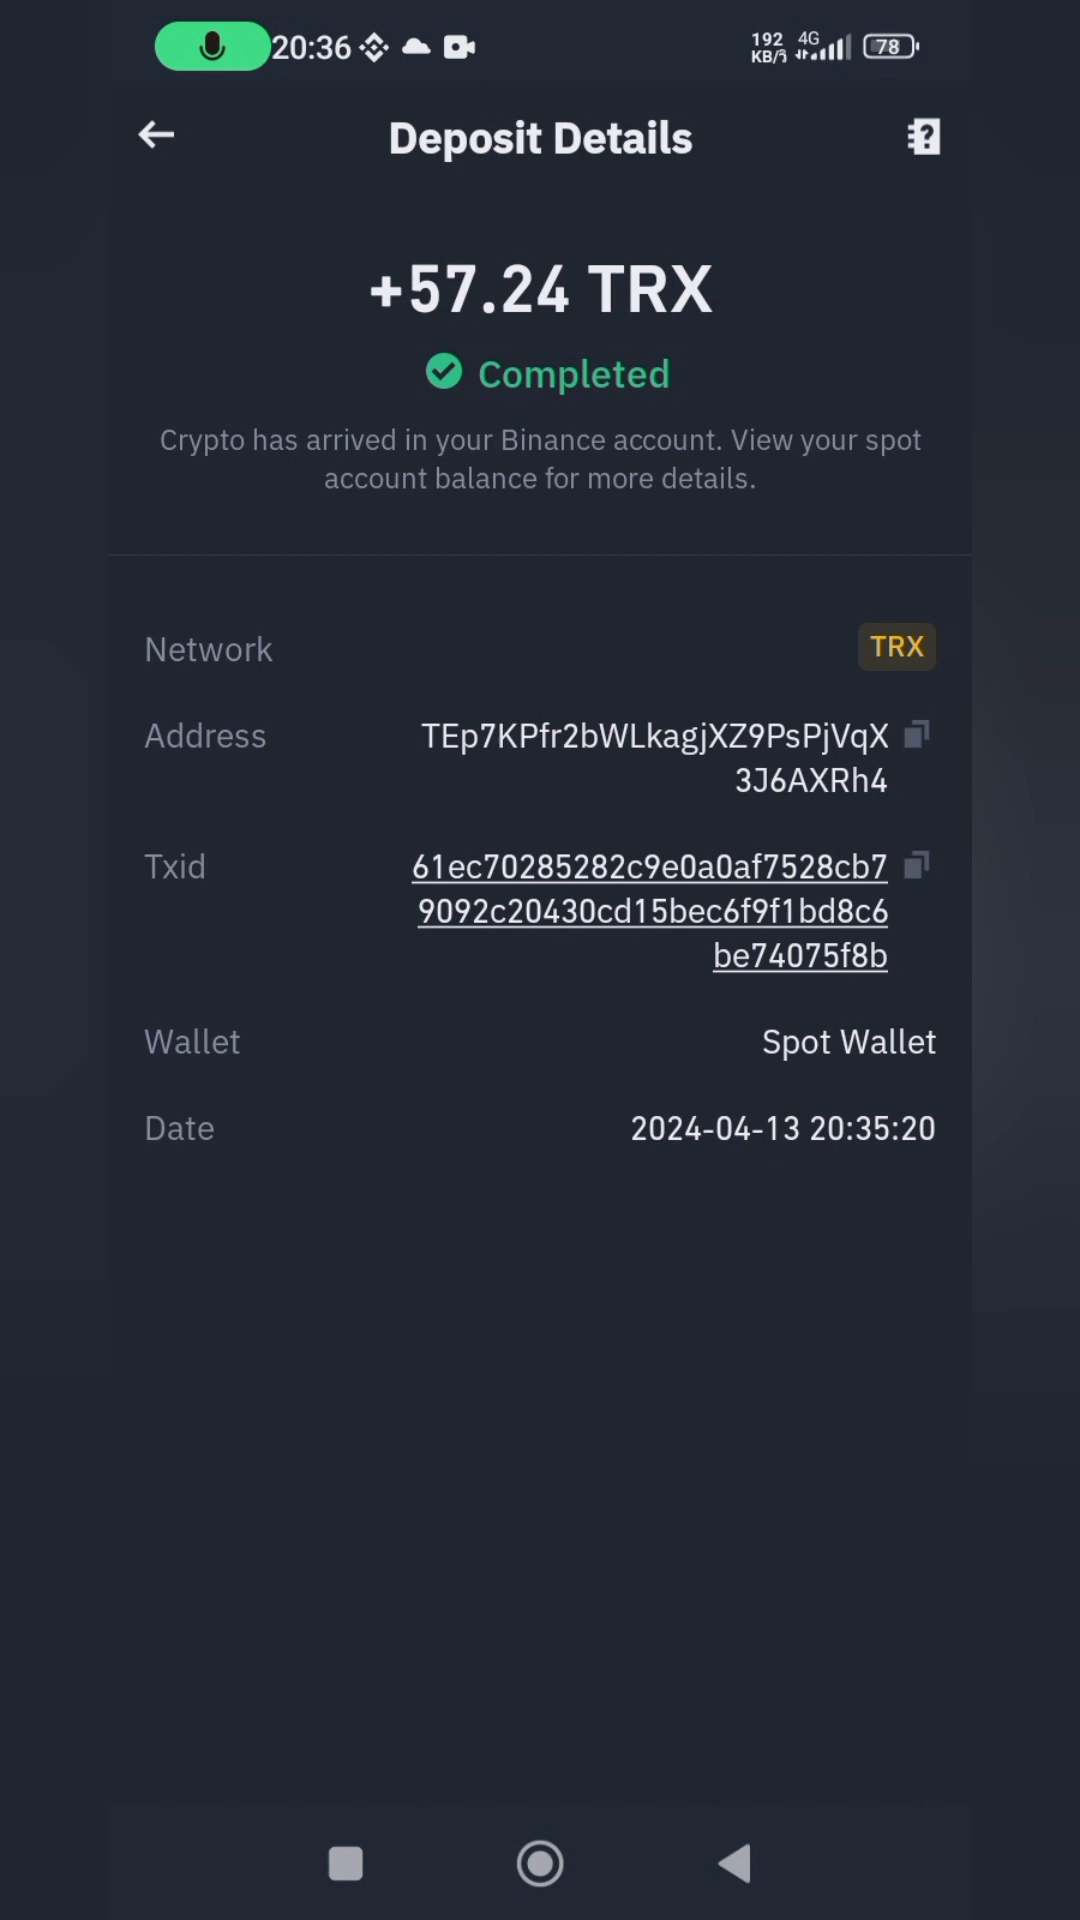 20:36
192 KB/s 4G 78
Deposit Details
+57.24 TRX
Completed
Crypto has arrived in your Binance account. View your spot
account balance for more details.
Network TRX
Address TEp7KPfr2bWLkagjXZ9PsPjVqX
3J6AXRh4
Txid 61ec70285282c9e0a0af7528cb7
9092c20430cd15bec6f9f1bd8c6
be74075f8b
Wallet Spot Wallet
Date 2024-04-13 20:35:20